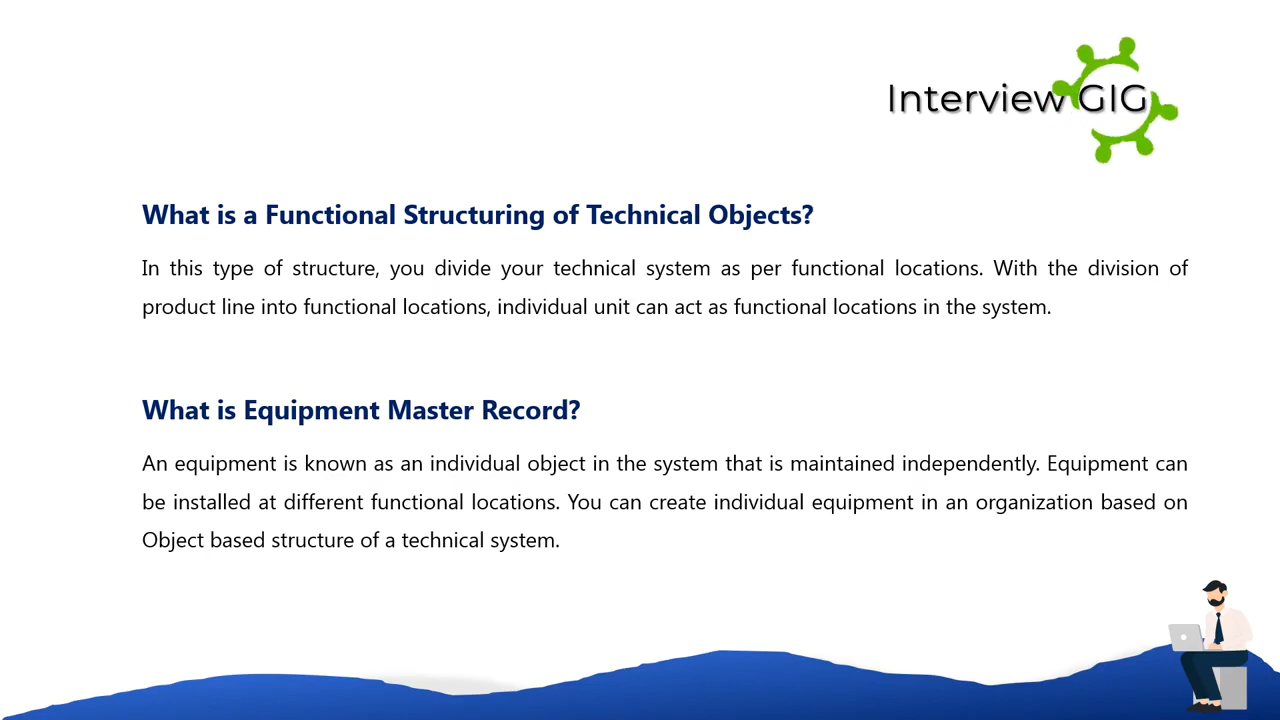 Interview GIG
What is a Functional Structuring of Technical Objects?
In this type of structure, you divide your technical system as per functional locations. With the division of
product line into functional locations, individual unit can act as functional locations in the system.
What is Equipment Master Record?
An equipment is known as an individual object in the system that is maintained independently. Equipment can
be installed at different functional locations. You can create individual equipment in an organization based on
Object based structure of a technical system.